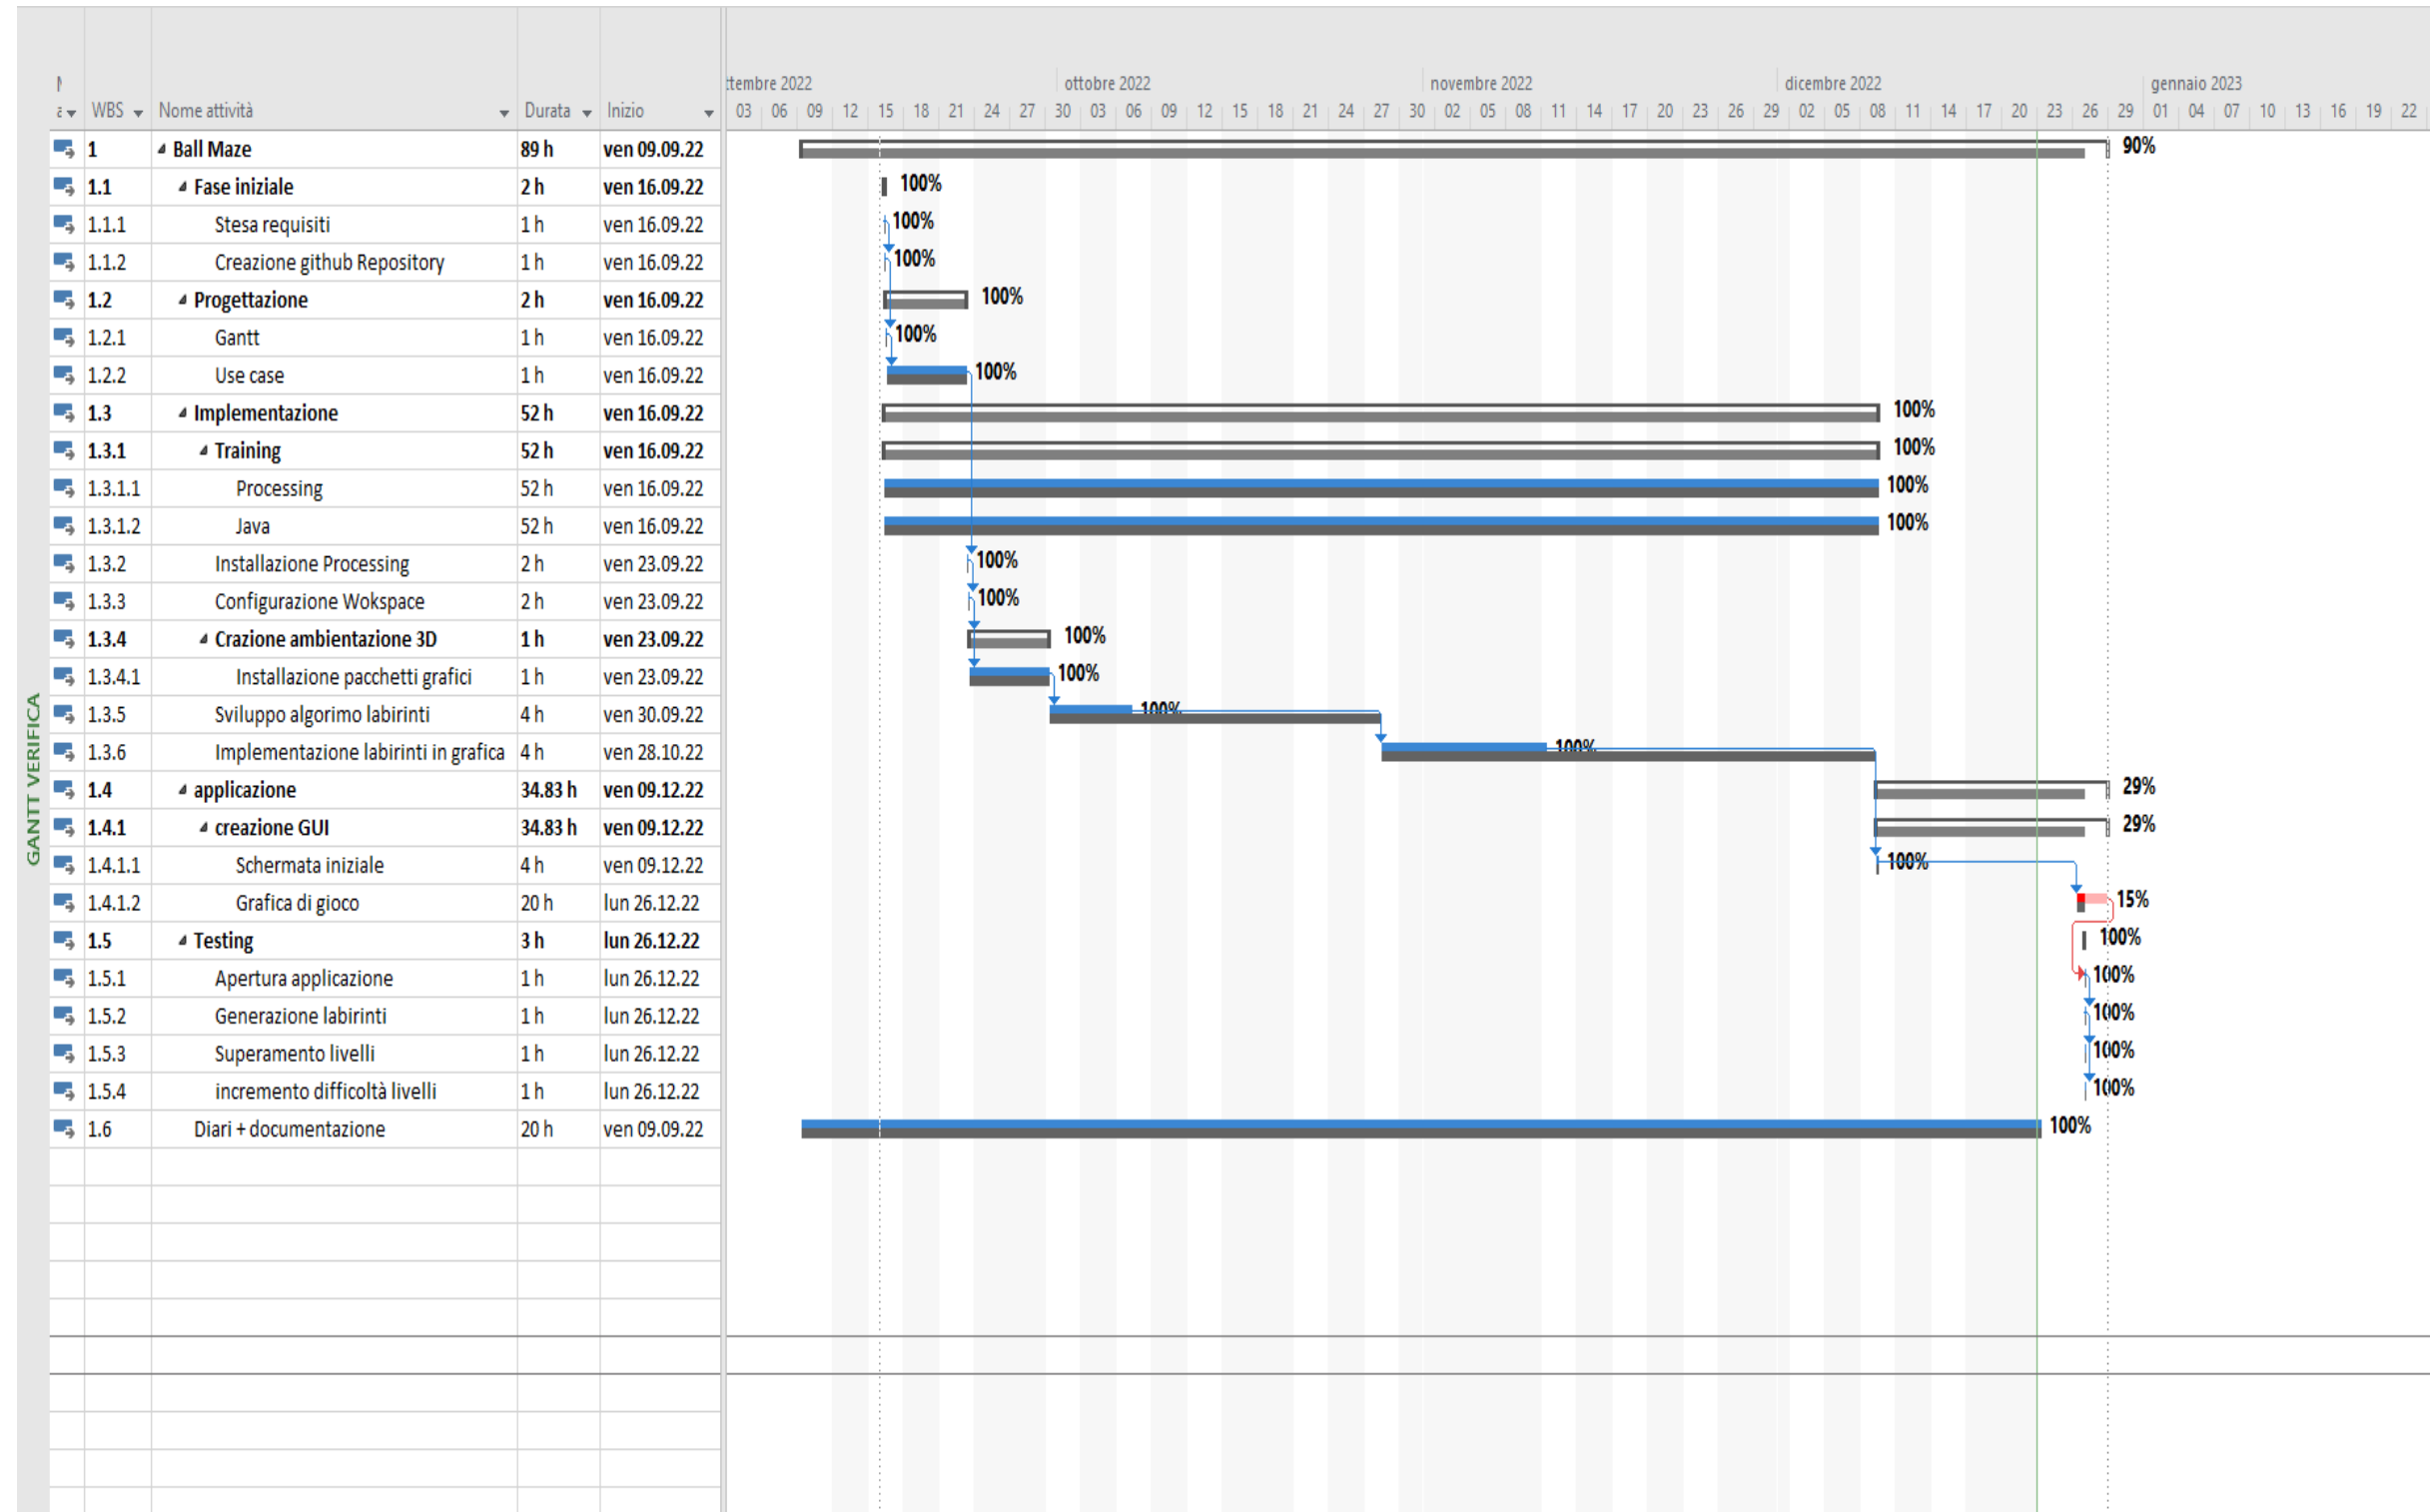 ttembre 2022 ottobre 2022 novembre 2022 dicembre 2022 gennaio 2023
WBS Nome attività Durata Inizio 03 06 09 12 15 18 21 24 27 30 03 06 09 12 15 18 21 24 27 30 02 05 08 11 14 17 20 23 26 29 02 05 08 11 14 17 20 23 26 29 01 04 07 10 13 16 19 22
1 Ball Maze 89 h ven 09.09.22 90%
1.1 Fase iniziale 2 h ven 16.09.22 100%
1.1.1 Stesa requisiti 1 h ven 16.09.22 100%
1.1.2 Creazione github Repository 1 h ven 16.09.22 100%
1.2 Progettazione 2 h ven 16.09.22 100%
1.2.1 Gantt 1 h ven 16.09.22 100%
1.2.2 Use case 1 h ven 16.09.22 100%
1.3 Implementazione 52 h ven 16.09.22 100%
1.3.1 Training 52 h ven 16.09.22 100%
1.3.1.1 Processing 52 h ven 16.09.22 100%
1.3.1.2 Java 52 h ven 16.09.22 100%
1.3.2 Installazione Processing 2 h ven 23.09.22 100%
1.3.3 Configurazione Wokspace 2 h ven 23.09.22 100%
1.3.4 Crazione ambientazione 3D 1 h ven 23.09.22 100%
1.3.4.1 Installazione pacchetti grafici 1 h ven 23.09.22 100%
1.3.5 Sviluppo algorimo labirinti 4 h ven 30.09.22 100%
1.3.6 Implementazione labirinti in grafica 4 h ven 28.10.22 100%
1.4 applicazione 34.83 h ven 09.12.22 29%
1.4.1 creazione GUI 34.83 h ven 09.12.22 29%
1.4.1.1 Schermata iniziale 4 h ven 09.12.22 100%
1.4.1.2 Grafica di gioco 20 h lun 26.12.22 15%
1.5 Testing 3 h lun 26.12.22 100%
1.5.1 Apertura applicazione 1 h lun 26.12.22 100%
1.5.2 Generazione labirinti 1 h lun 26.12.22 100%
1.5.3 Superamento livelli 1 h lun 26.12.22 100%
1.5.4 incremento difficoltà livelli 1 h lun 26.12.22 100%
1.6 Diari + documentazione 20 h ven 09.09.22 100%
GANTT VERIFICA